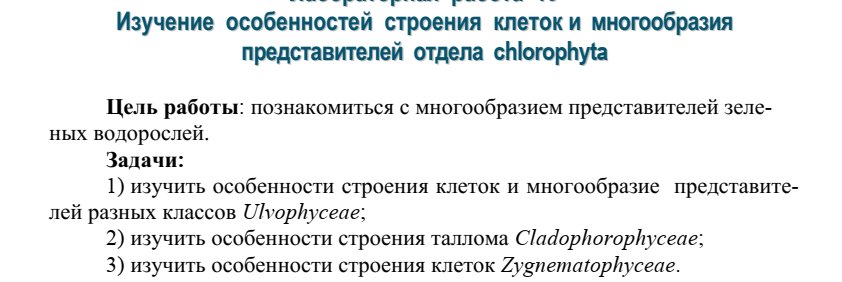 Изучение особенностей строения клеток и многообразия
представителей отдела chlorophyta
Цель работы: познакомиться с многообразием представителей зеле-
ных водорослей.
Задачи:
1) изучить особенности строения клеток и многообразие представите-
лей разных классов Ulvophyceae;
2) изучить особенности строения таллома Cladophorophyceae;
3) изучить особенности строения клеток Zygnematophyceae.